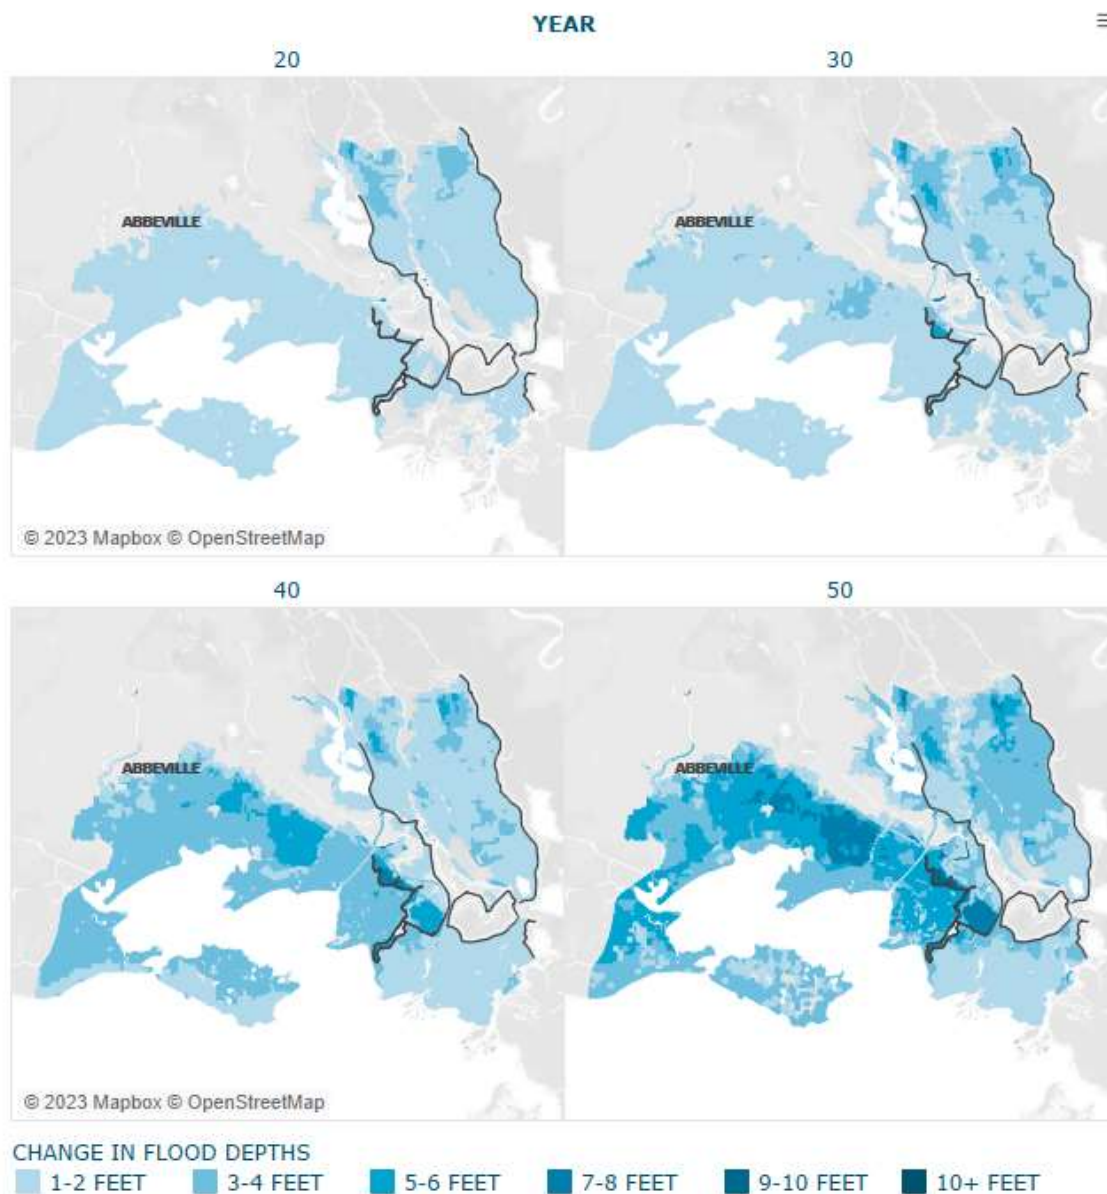 YEAR
20
30
ABBEVILLE
ABBEVILLE
© 2023 Mapbox © OpenStreetMap
40
50
ABBEVILLE
ABBEVILLE
© 2023 Mapbox © OpenStreetMap
CHANGE IN FLOOD DEPTHS
1-2 FEET 3-4 FEET 5-6 FEET 7-8 FEET 9-10 FEET 10+ FEET